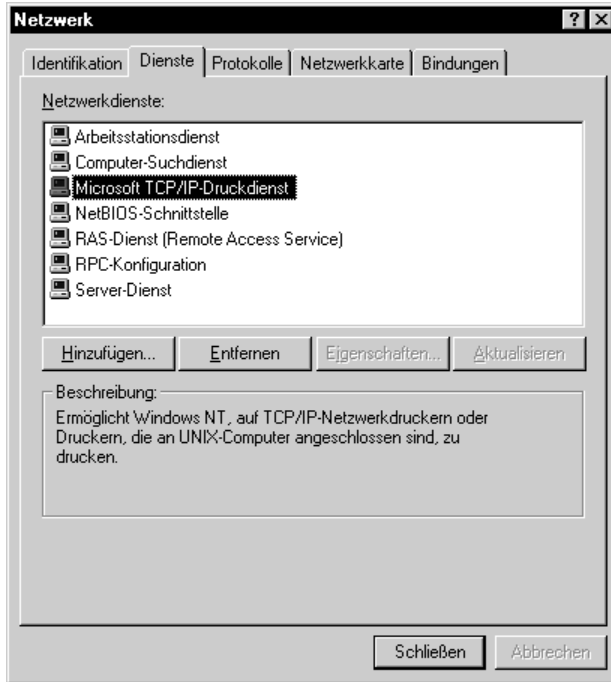 Netzwerk
Identifikation Dienste Protokolle Netzwerkkarte Bindungen
Netzwerkdienste:
Arbeitsstationsdienst
Computer-Suchdienst
Microsoft TCP/IP-Druckdienst
NetBIOS-Schnittstelle
RAS-Dienst (Remote Access Service)
RPC-Konfiguration
Server-Dienst
Hinzufügen... Entfernen Eigenschaften... Aktualisieren
Beschreibung:
Ermöglicht Windows NT, auf TCP/IP-Netzwerkdruckern oder
Druckern, die an UNIX-Computer angeschlossen sind, zu
drucken.
Schließen Abbrechen